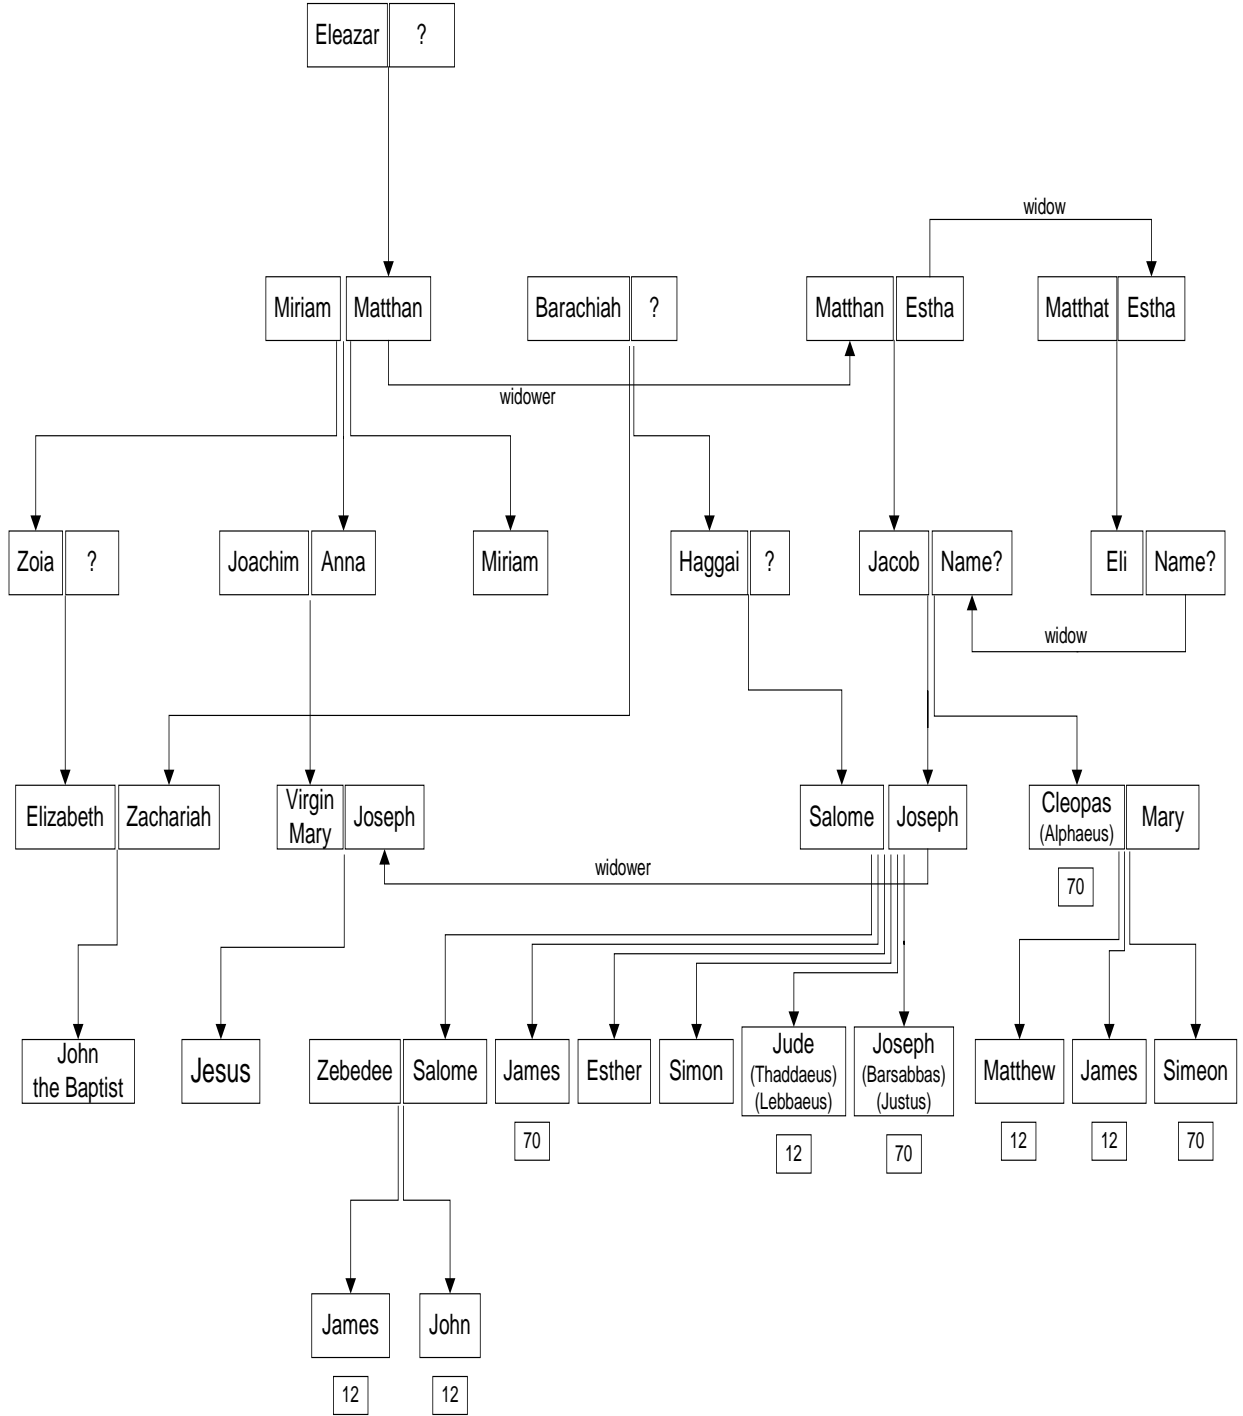 Eleazar ?
widow
Miriam Matthan Barachiah ? Matthan Estha Matthat Estha
widower
Zoia ? Joachim Anna Miriam Haggai ? Jacob Name? Eli Name?
widow
Elizabeth Zachariah Virgin Mary Joseph Salome Joseph Cleopas (Alphaeus) Mary
widower
70
John the Baptist Jesus Zebedee Salome James Esther Simon Jude (Thaddaeus) (Lebbaeus) Joseph (Barsabbas) (Justus) Matthew James Simeon
70 12 70 12 12 70
James John
12 12